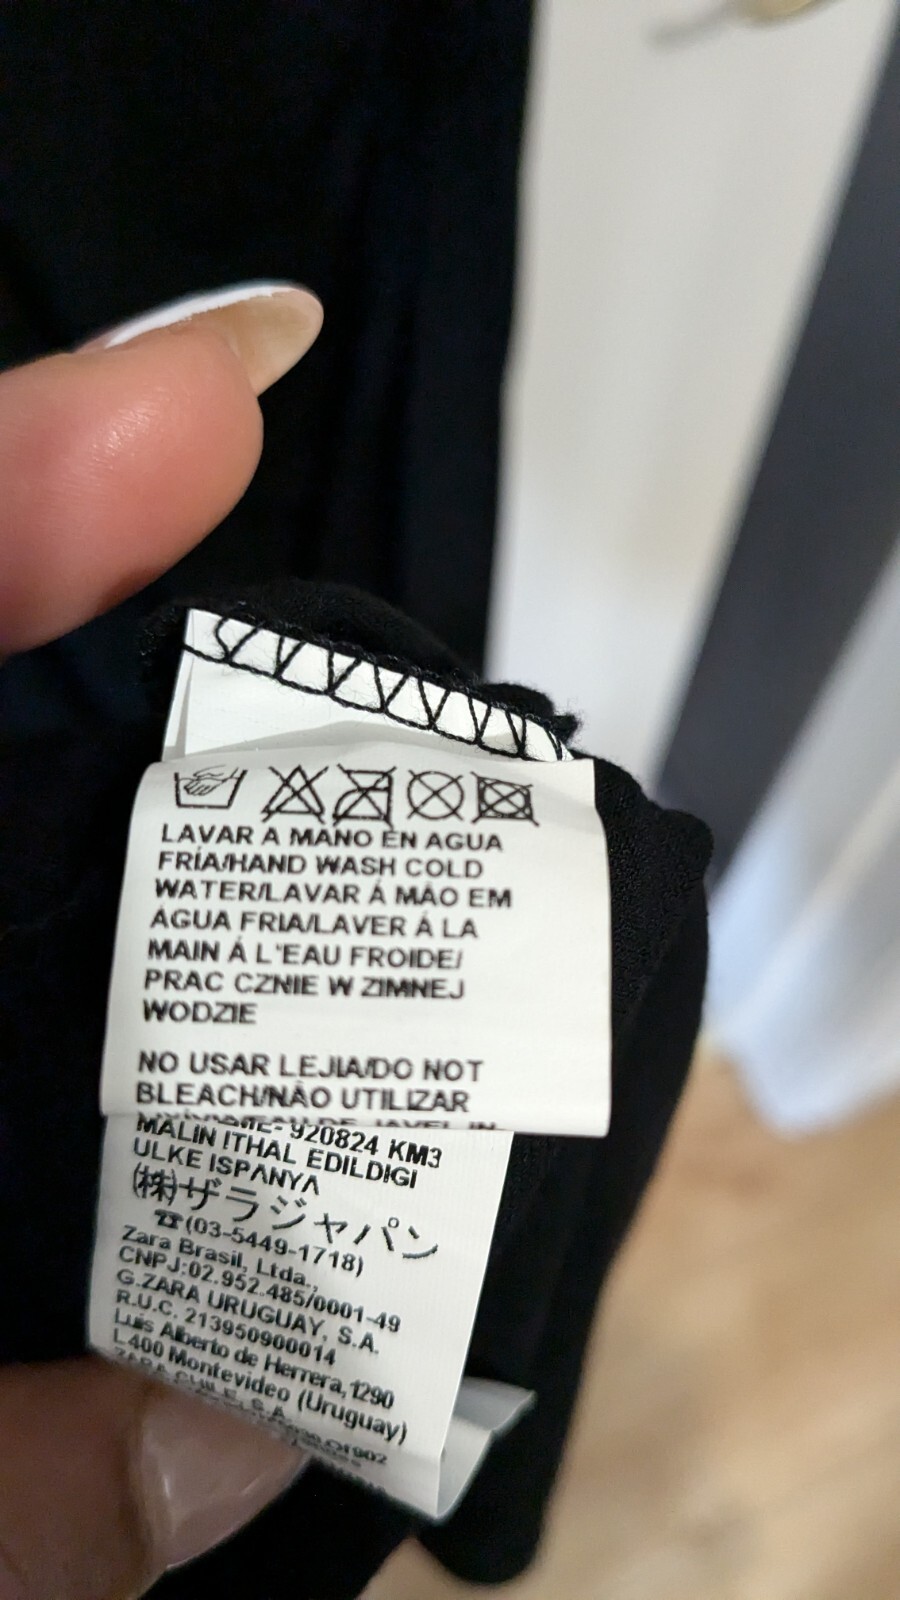 LAVAR A MANO EN AGUA
FRÍA/HAND WASH COLD
WATER/LAVAR Á MÃO EM
ÁGUA FRIA/LAVER Á LA
MAIN Á L'EAU FROIDE/
PRAC CZNIE W ZIMNEJ
WODZIE
NO USAR LEJIA/DO NOT
BLEACH/NÃO UTILIZAR
920824 KM3
MALIN ITHAL EDILDIGI
ULKE ISPANYA
(株)ザラジャパン
☎(03-5449-1718)
Zara Brasil, Ltda.,
CNPJ:02.952.485/0001-49
G.ZARA URUGUAY, S.A.
R.U.C. 213950900014
Luis Alberto de Herrera,1290
L400 Montevideo (Uruguay)
ZARA CHILE, S.A.